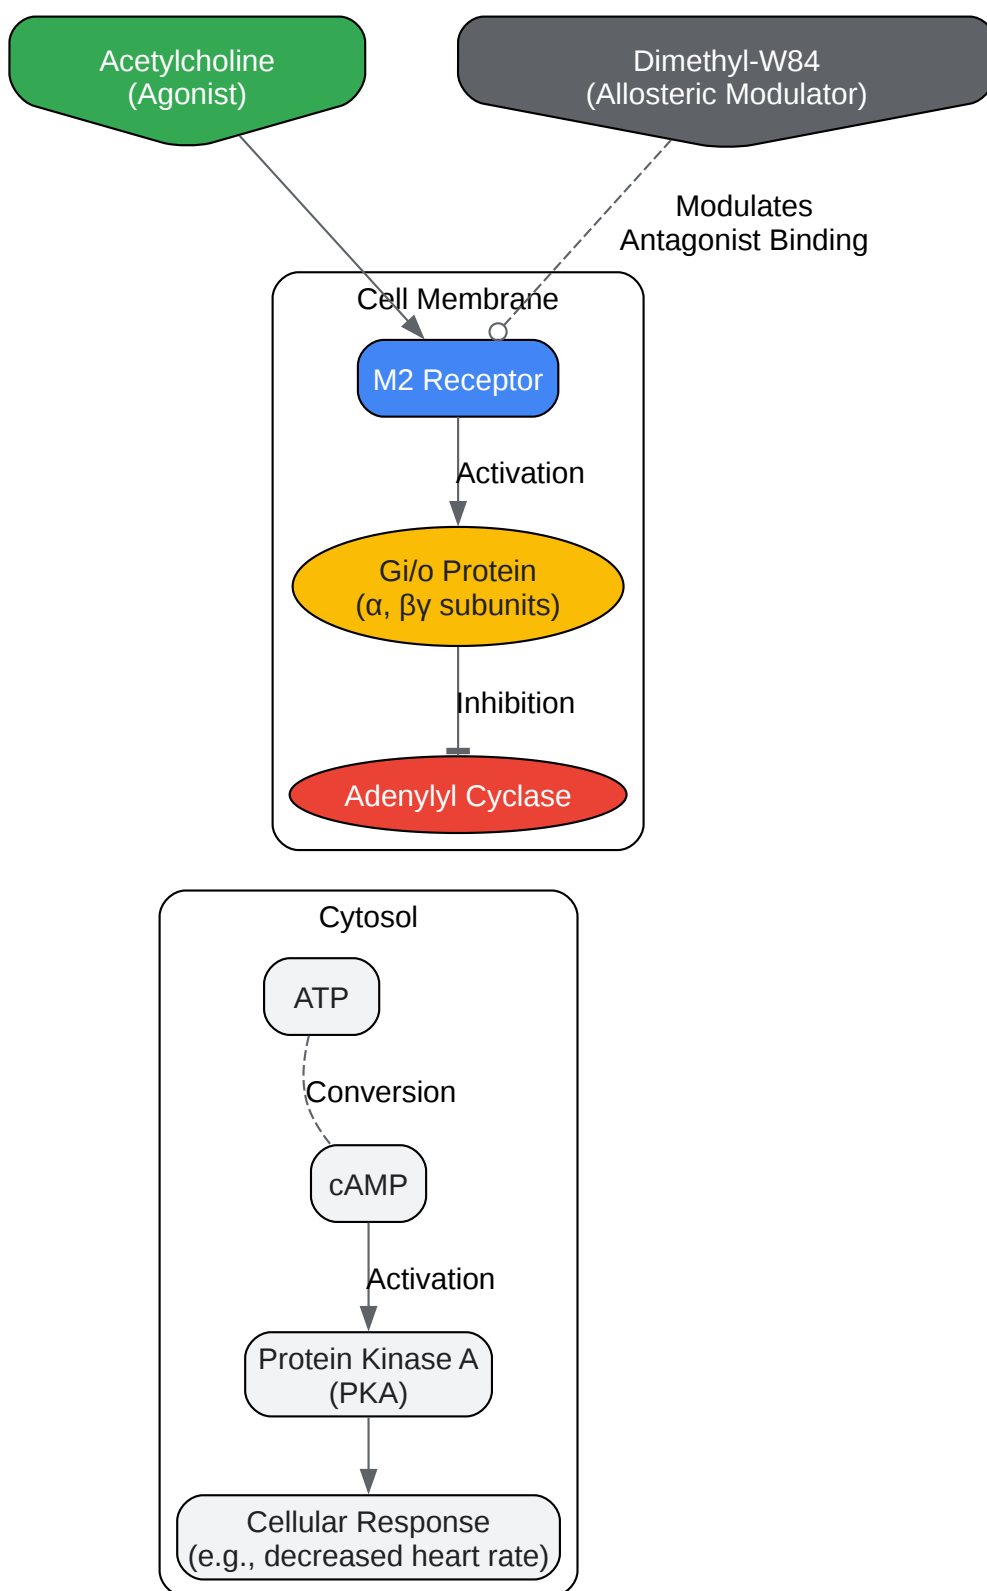 Acetylcholine
(Agonist)
Dimethyl-W84
(Allosteric Modulator)
Modulates
Antagonist Binding
Cell Membrane
M2 Receptor
Activation
Gi/o Protein
(α, βγ subunits)
Inhibition
Adenylyl Cyclase
Cytosol
ATP
Conversion
cAMP
Activation
Protein Kinase A
(PKA)
Cellular Response
(e.g., decreased heart rate)